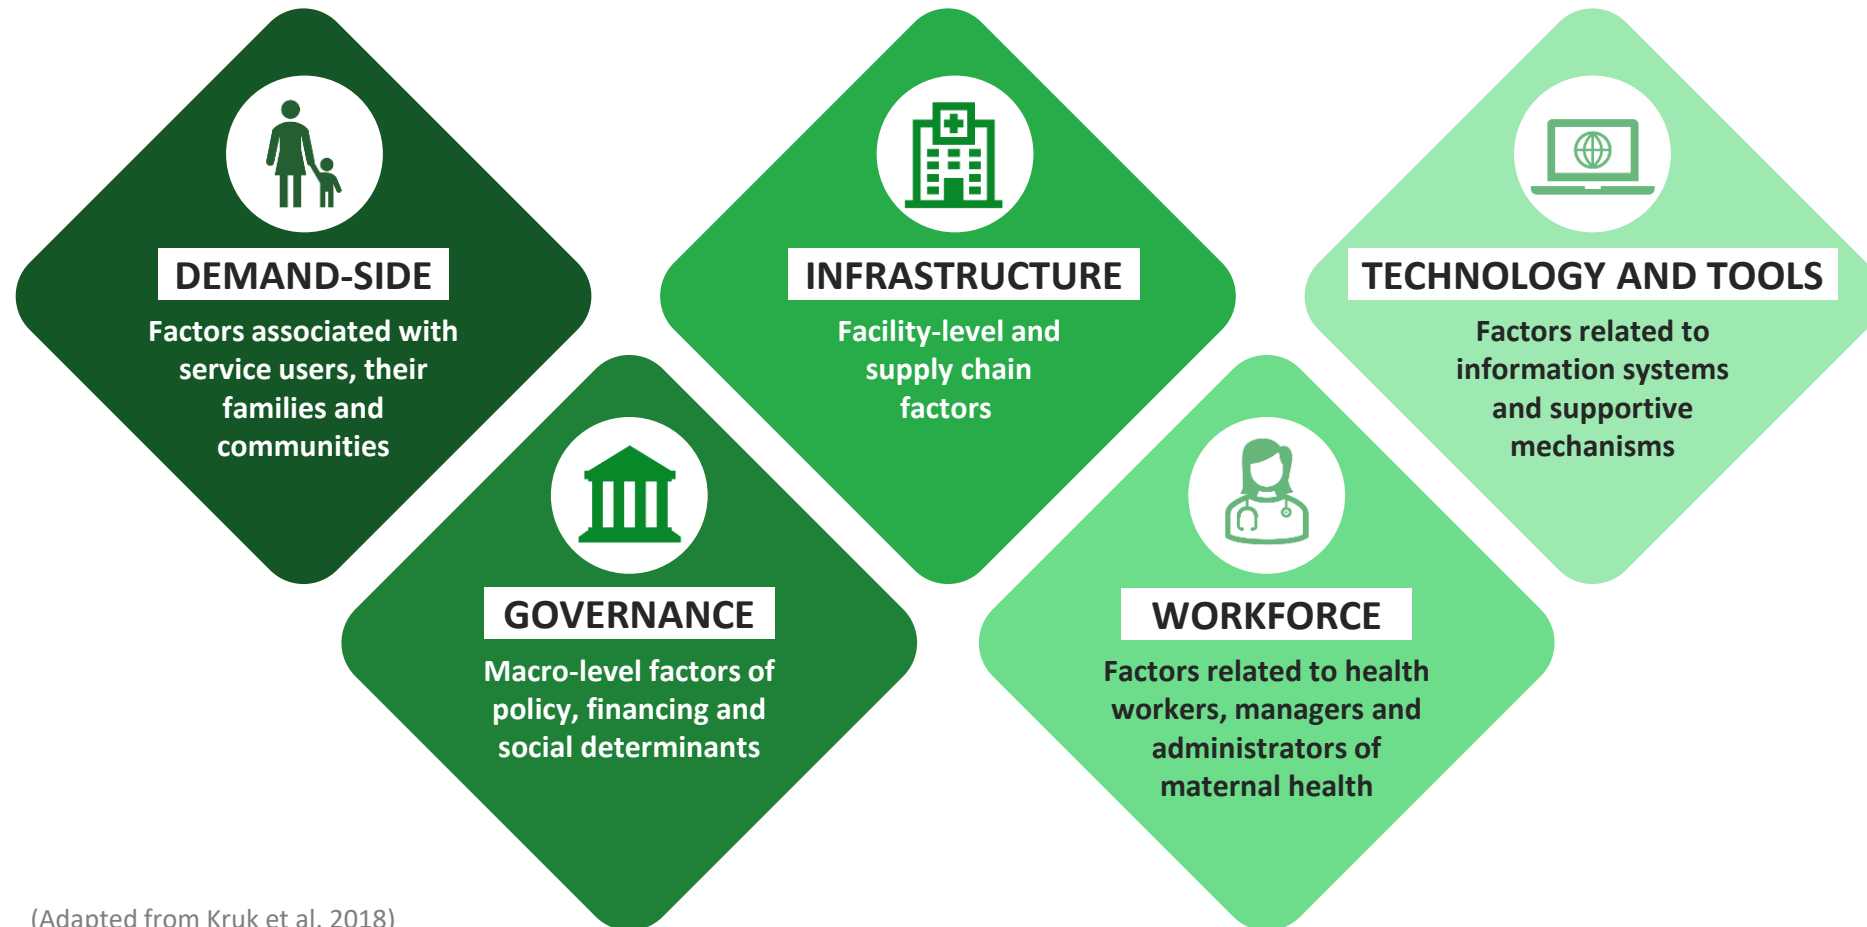 DEMAND-SIDE
Factors associated with
service users, their
families and
communities
GOVERNANCE
Macro-level factors of
policy, financing and
social determinants
INFRASTRUCTURE
Facility-level and
supply chain
factors
WORKFORCE
Factors related to health
workers, managers and
administrators of
maternal health
TECHNOLOGY AND TOOLS
Factors related to
information systems
and supportive
mechanisms
(Adapted from Kruk et al. 2018)